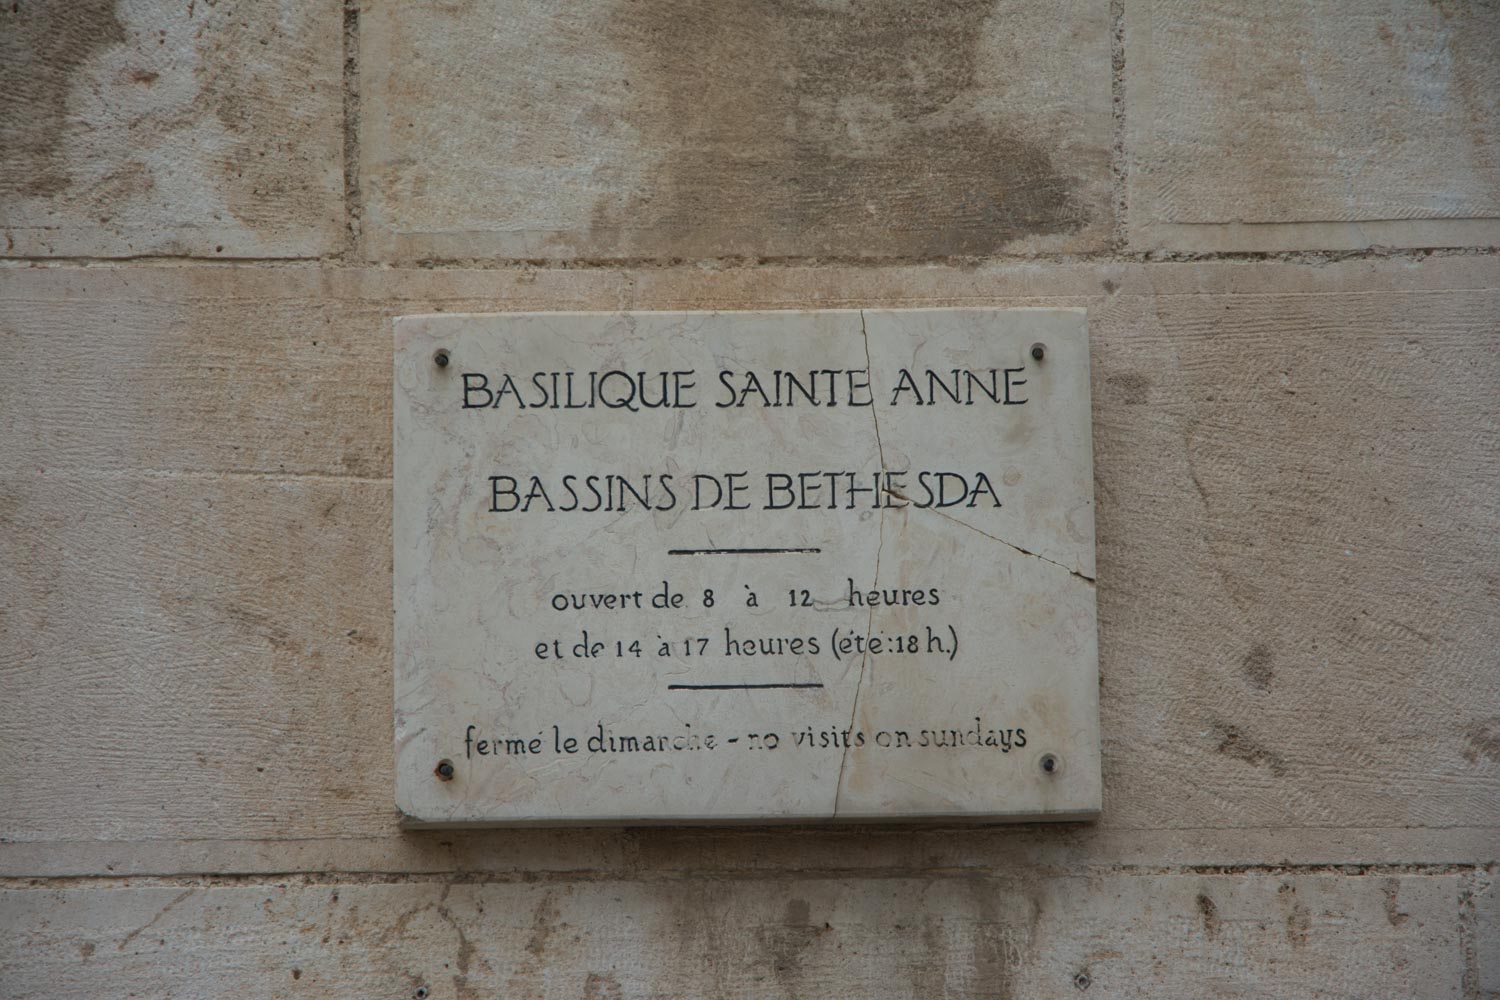 BASILIQUE SAINTE ANNE
BASSINS DE BETHESDA
ouvert de 8 à 12 heures
et de 14 à 17 heures (été:18 h.)
fermé le dimanche - no visits on sundays